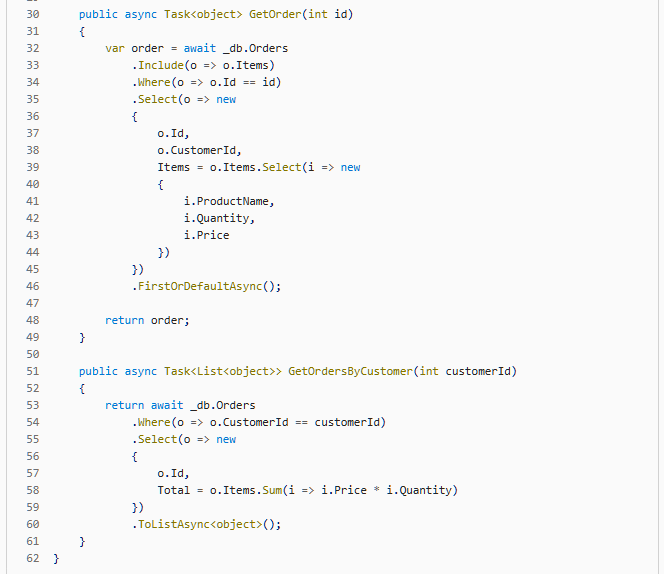 30    public async Task<object> GetOrder(int id)
31    {
32        var order = await _db.Orders
33            .Include(o => o.Items)
34            .Where(o => o.Id == id)
35            .Select(o => new
36            {
37                o.Id,
38                o.CustomerId,
39                Items = o.Items.Select(i => new
40                {
41                    i.ProductName,
42                    i.Quantity,
43                    i.Price
44                })
45            })
46            .FirstOrDefaultAsync();
47
48        return order;
49    }
50
51    public async Task<List<object>> GetOrdersByCustomer(int customerId)
52    {
53        return await _db.Orders
54            .Where(o => o.CustomerId == customerId)
55            .Select(o => new
56            {
57                o.Id,
58                Total = o.Items.Sum(i => i.Price * i.Quantity)
59            })
60            .ToListAsync<object>();
61    }
62 }